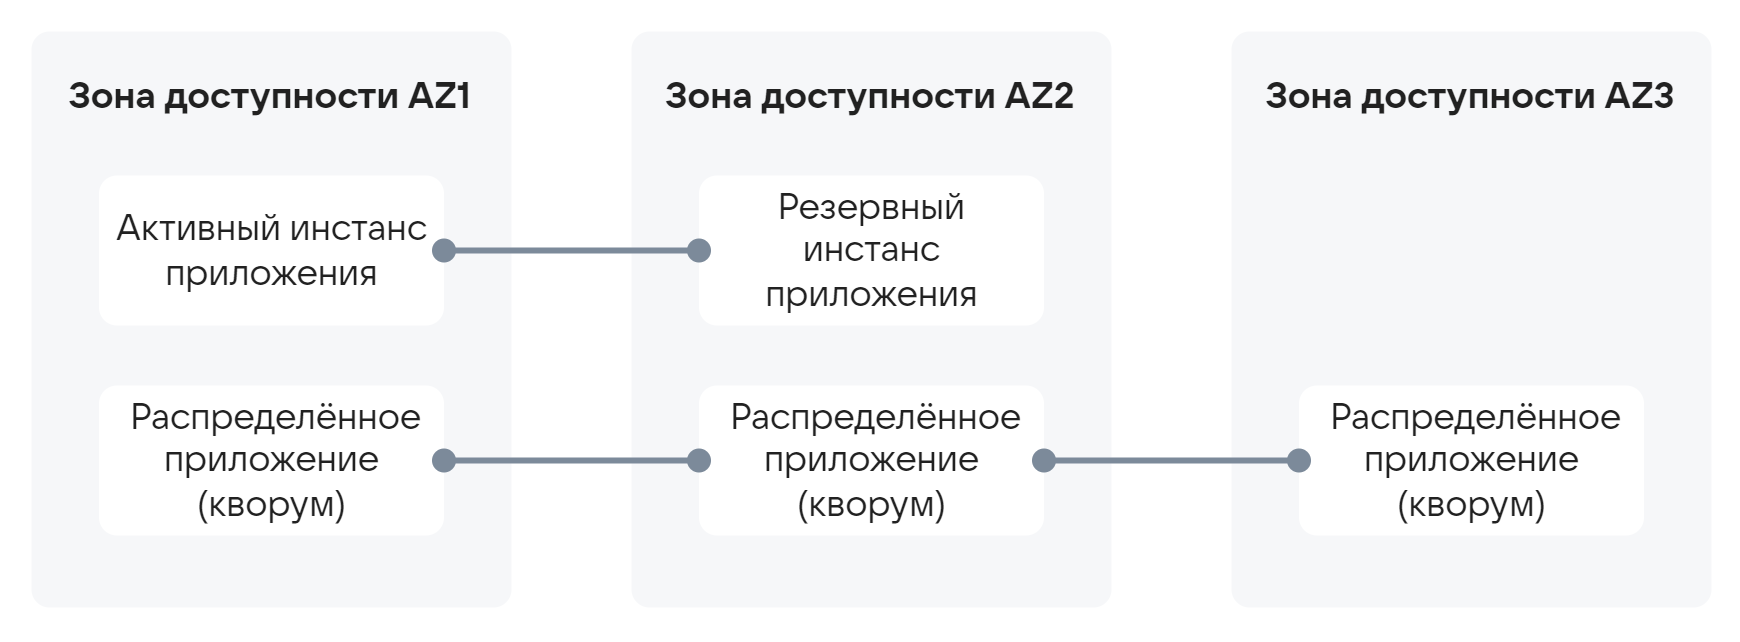 Зона доступности AZ1
Зона доступности AZ2
Зона доступности AZ3
Активный инстанс
приложения
Резервный
инстанс
приложения
Распределённое
приложение
(кворум)
Распределённое
приложение
(кворум)
Распределённое
приложение
(кворум)